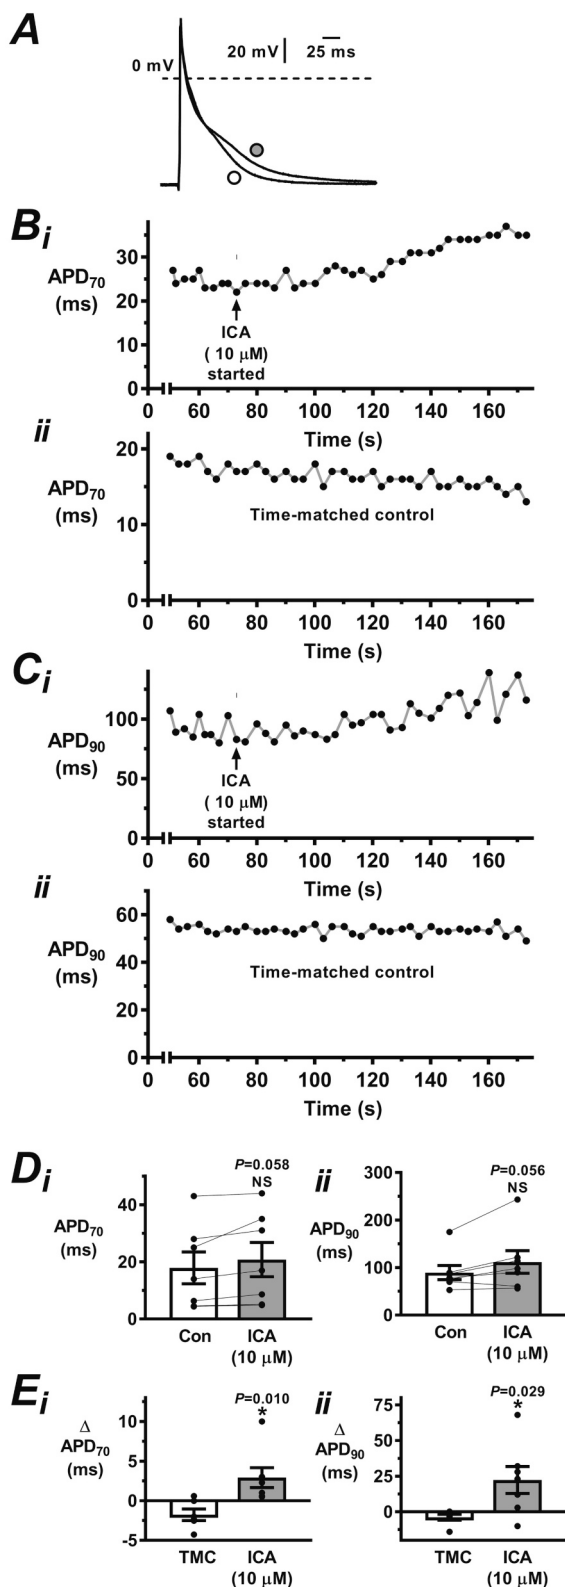 A
20 mV 25 ms
0 mV
Bi
APD70
(ms)
30
20
10
0
ICA
( 10 µM)
started
0 60 80 100 120 140 160
Time (s)
ii
APD70
(ms)
20
10
0
Time-matched control
0 60 80 100 120 140 160
Time (s)
Ci
APD90
(ms)
100
50
0
ICA
( 10 µM)
started
0 60 80 100 120 140 160
Time (s)
ii
APD90
(ms)
60
40
20
0
Time-matched control
0 60 80 100 120 140 160
Time (s)
Di
APD70
(ms)
40
20
0
P=0.058
NS
Con ICA
(10 µM)
ii
APD90
(ms)
300
200
100
0
P=0.056
NS
Con ICA
(10 µM)
Ei
Δ
APD70
(ms)
10
5
0
-5
P=0.010
*
TMC ICA
(10 µM)
ii
Δ
APD90
(ms)
75
50
25
0
P=0.029
*
TMC ICA
(10 µM)